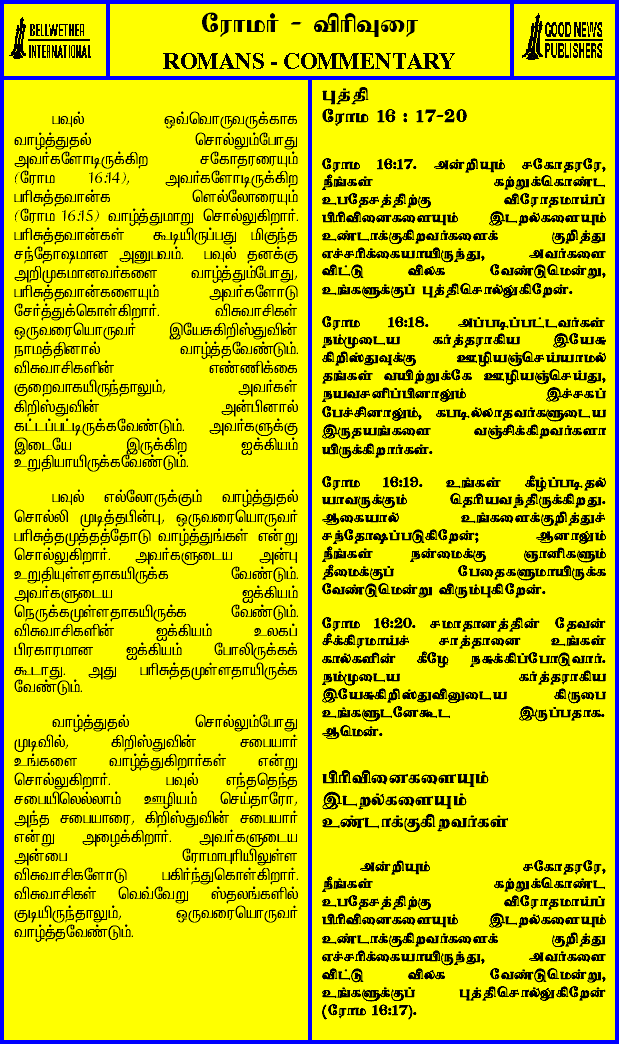 BELLWETHER
INTERNATIONAL
ரோமர் - விரிவுரை
ROMANS - COMMENTARY
GOOD NEWS
PUBLISHERS
பவுல் ஒவ்வொருவருக்காக
வாழ்த்துதல் சொல்லும்போது
அவர்களோடிருக்கிற சகோதரரையும்
(ரோம 16:14), அவர்களோடிருக்கிற
பரிசுத்தவான்க ளெல்லோரையும்
(ரோம 16:15) வாழ்த்துமாறு சொல்லுகிறார்.
பரிசுத்தவான்கள் கூடியிருப்பது மிகுந்த
சந்தோஷமான அனுபவம். பவுல் தனக்கு
அறிமுகமானவர்களை வாழ்த்தும்போது,
பரிசுத்தவான்களையும் அவர்களோடு
சேர்த்துக்கொள்கிறார். விசுவாசிகள்
ஒருவரையொருவர் இயேசுகிறிஸ்துவின்
நாமத்தினால் வாழ்த்தவேண்டும்.
விசுவாசிகளின் எண்ணிக்கை
குறைவாகயிருந்தாலும், அவர்கள்
கிறிஸ்துவின் அன்பினால்
கட்டப்பட்டிருக்கவேண்டும். அவர்களுக்கு
இடையே இருக்கிற ஐக்கியம்
உறுதியாயிருக்கவேண்டும்.
பவுல் எல்லோருக்கும் வாழ்த்துதல்
சொல்லி முடித்தபின்பு, ஒருவரையொருவர்
பரிசுத்தமுத்தத்தோடு வாழ்த்துங்கள் என்று
சொல்லுகிறார். அவர்களுடைய அன்பு
உறுதியுள்ளதாகயிருக்க வேண்டும்.
அவர்களுடைய ஐக்கியம்
நெருக்கமுள்ளதாகயிருக்க வேண்டும்.
விசுவாசிகளின் ஐக்கியம் உலகப்
பிரகாரமான ஐக்கியம் போலிருக்கக்
கூடாது. அது பரிசுத்தமுள்ளதாயிருக்க
வேண்டும்.
வாழ்த்துதல் சொல்லும்போது
முடிவில், கிறிஸ்துவின் சபையார்
உங்களை வாழ்த்துகிறார்கள் என்று
சொல்லுகிறார். பவுல் எந்தெந்த
சபையிலெல்லாம் ஊழியம் செய்தாரோ,
அந்த சபையாரை, கிறிஸ்துவின் சபையார்
என்று அழைக்கிறார். அவர்களுடைய
அன்பை ரோமாபுரியிலுள்ள
விசுவாசிகளோடு பகிர்ந்துகொள்கிறார்.
விசுவாசிகள் வெவ்வேறு ஸ்தலங்களில்
குடியிருந்தாலும், ஒருவரையொருவர்
வாழ்த்தவேண்டும்.
புத்தி
ரோம 16 : 17-20
ரோம 16:17. அன்றியும் சகோதரரே,
நீங்கள் கற்றுக்கொண்ட
உபதேசத்திற்கு விரோதமாய்ப்
பிரிவினைகளையும் இடறல்களையும்
உண்டாக்குகிறவர்களைக் குறித்து
எச்சரிக்கையாயிருந்து, அவர்களை
விட்டு விலக வேண்டுமென்று,
உங்களுக்குப் புத்திசொல்லுகிறேன்.
ரோம 16:18. அப்படிப்பட்டவர்கள்
நம்முடைய கர்த்தராகிய இயேசு
கிறிஸ்துவுக்கு ஊழியஞ்செய்யாமல்
தங்கள் வயிற்றுக்கே ஊழியஞ்செய்து,
நயவசனிப்பினாலும் இச்சகப்
பேச்சினாலும், கபடில்லாதவர்களுடைய
இருதயங்களை வஞ்சிக்கிறவர்களா
யிருக்கிறார்கள்.
ரோம 16:19. உங்கள் கீழ்ப்படிதல்
யாவருக்கும் தெரியவந்திருக்கிறது.
ஆகையால் உங்களைக்குறித்துச்
சந்தோஷப்படுகிறேன்; ஆனாலும்
நீங்கள் நன்மைக்கு ஞானிகளும்
தீமைக்குப் பேதைகளுமாயிருக்க
வேண்டுமென்று விரும்புகிறேன்.
ரோம 16:20. சமாதானத்தின் தேவன்
சீக்கிரமாய்ச் சாத்தானை உங்கள்
கால்களின் கீழே நசுக்கிப்போடுவார்.
நம்முடைய கர்த்தராகிய
இயேசுகிறிஸ்துவினுடைய கிருபை
உங்களுடனேகூட இருப்பதாக.
ஆமென்.
பிரிவினைகளையும்
இடறல்களையும்
உண்டாக்குகிறவர்கள்
அன்றியும் சகோதரரே,
நீங்கள் கற்றுக்கொண்ட
உபதேசத்திற்கு விரோதமாய்ப்
பிரிவினைகளையும் இடறல்களையும்
உண்டாக்குகிறவர்களைக் குறித்து
எச்சரிக்கையாயிருந்து, அவர்களை
விட்டு விலக வேண்டுமென்று,
உங்களுக்குப் புத்திசொல்லுகிறேன்
(ரோம 16:17).